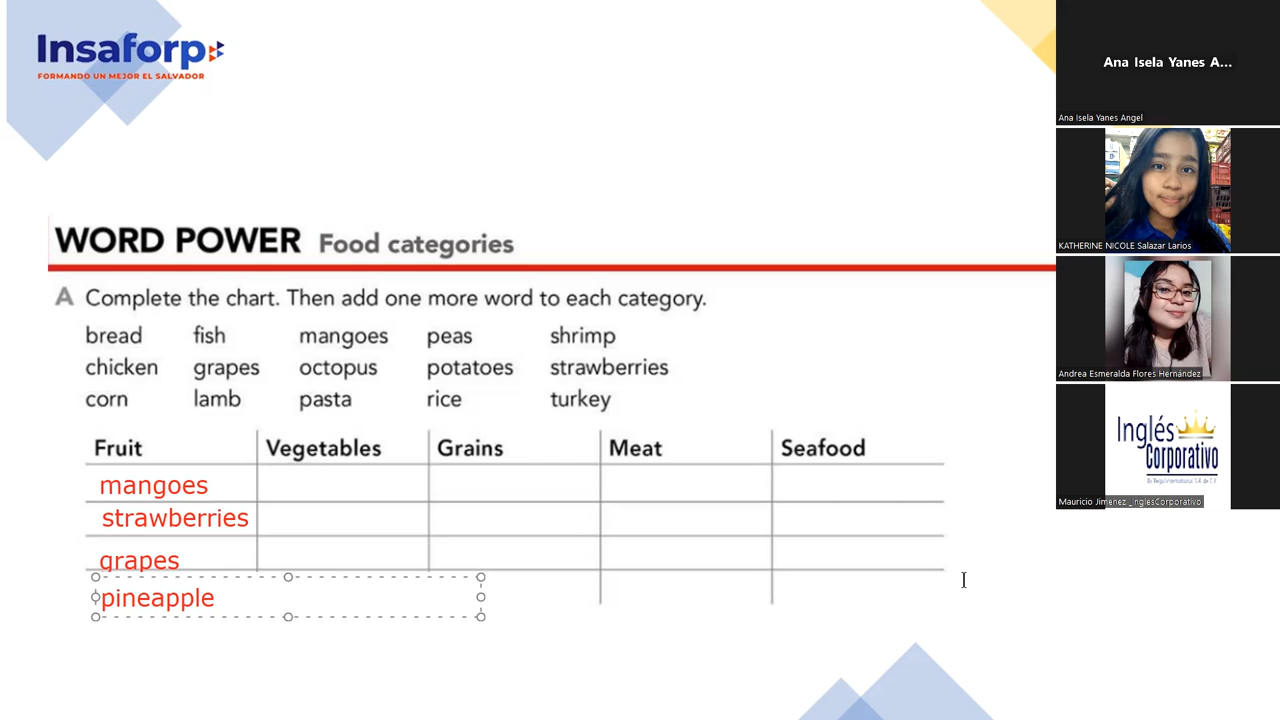 Insaforp
FORMANDO UN MEJOR EL SALVADOR
WORD POWER Food categories
A Complete the chart. Then add one more word to each category.
bread fish mangoes peas shrimp
chicken grapes octopus potatoes strawberries
corn lamb pasta rice turkey
Fruit Vegetables Grains Meat Seafood
mangoes
strawberries
grapes
pineapple
Ana Isela Yanes A...
Ana Isela Yanes Angel
KATHERINE NICOLE Salazar Larios
Andrea Esmeralda Flores Hernández
Inglés
Corporativo
Mauricio Jimenez _InglesCorporativo